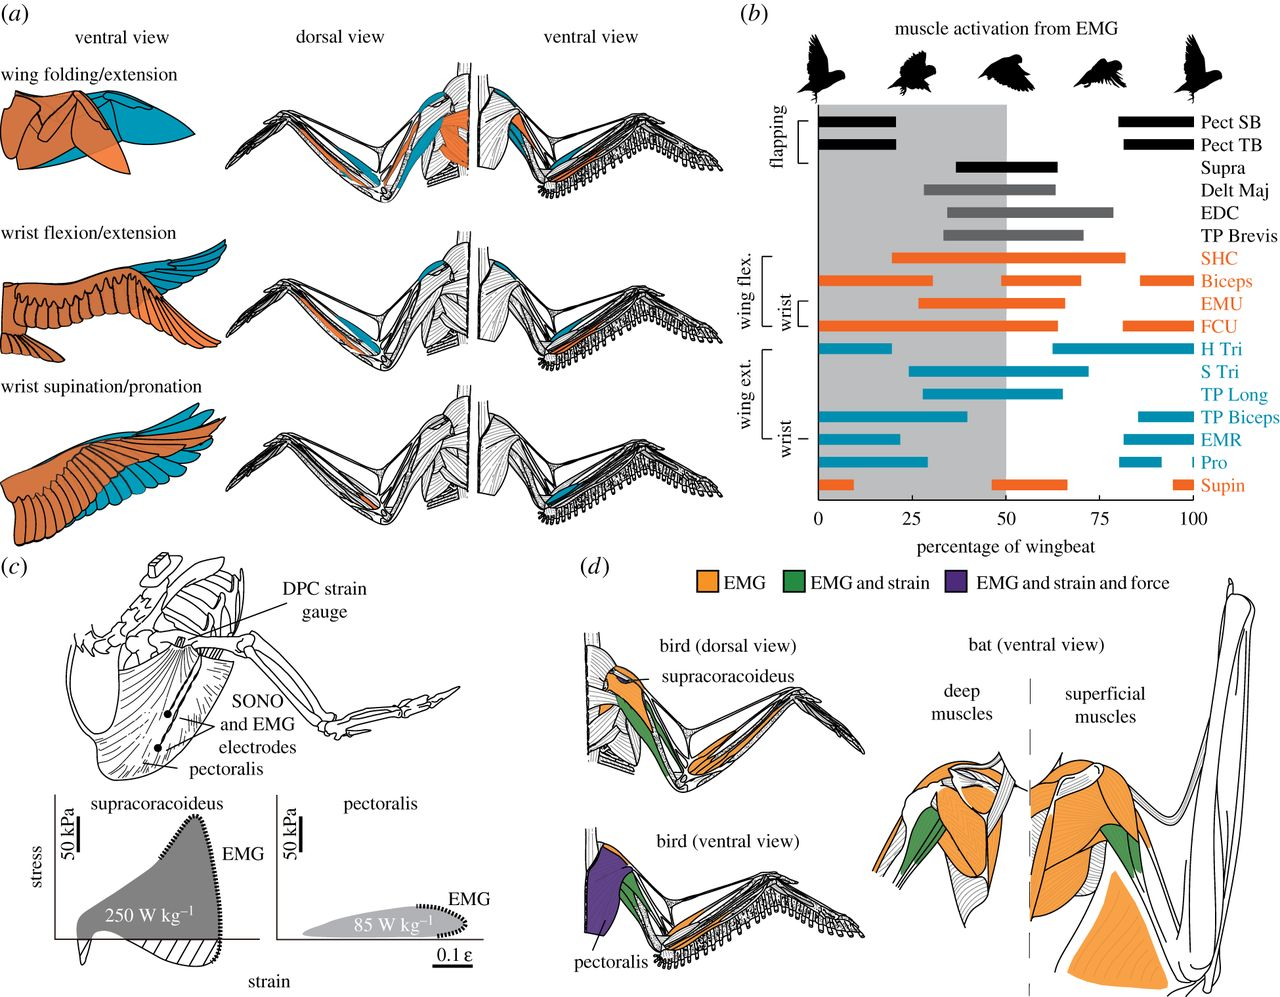 (a)
ventral view
dorsal view
ventral view
wing folding/extension
wrist flexion/extension
wrist supination/pronation
(b)
muscle activation from EMG
flapping
wing flex.
wrist
wing ext.
wrist
Pect SB
Pect TB
Supra
Delt Maj
EDC
TP Brevis
SHC
Biceps
EMU
FCU
H Tri
S Tri
TP Long
TP Biceps
EMR
Pro
Supin
0 25 50 75 100
percentage of wingbeat
(c)
DPC strain
gauge
SONO
and EMG
electrodes
pectoralis
supracoracoideus
50 kPa
EMG
stress
250 W kg⁻¹
pectoralis
50 kPa
EMG
85 W kg⁻¹
0.1 ε
strain
(d)
EMG
EMG and strain
EMG and strain and force
bird (dorsal view)
supracoracoideus
bird (ventral view)
pectoralis
bat (ventral view)
deep
muscles
superficial
muscles